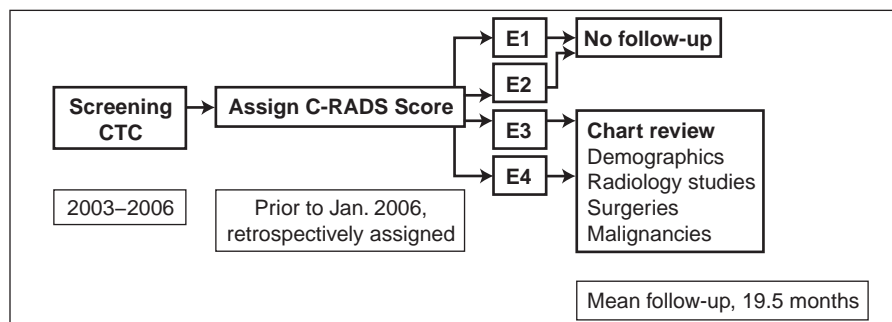 Screening
CTC
Assign C-RADS Score
E1
E2
E3
E4
No follow-up
Chart review
Demographics
Radiology studies
Surgeries
Malignancies
2003–2006
Prior to Jan. 2006,
retrospectively assigned
Mean follow-up, 19.5 months